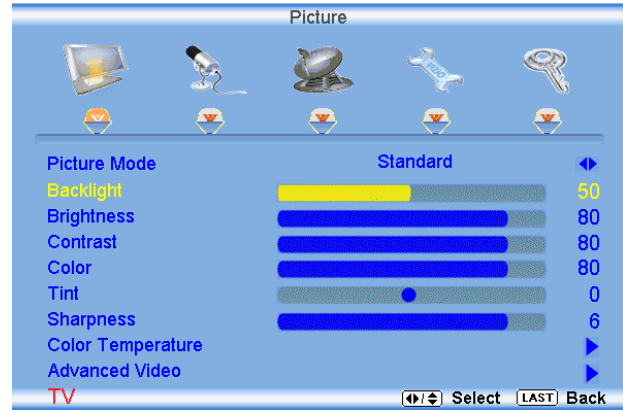 Picture
VIZIO
Picture Mode Standard
Backlight 50
Brightness 80
Contrast 80
Color 80
Tint 0
Sharpness 6
Color Temperature
Advanced Video
TV Select LAST Back